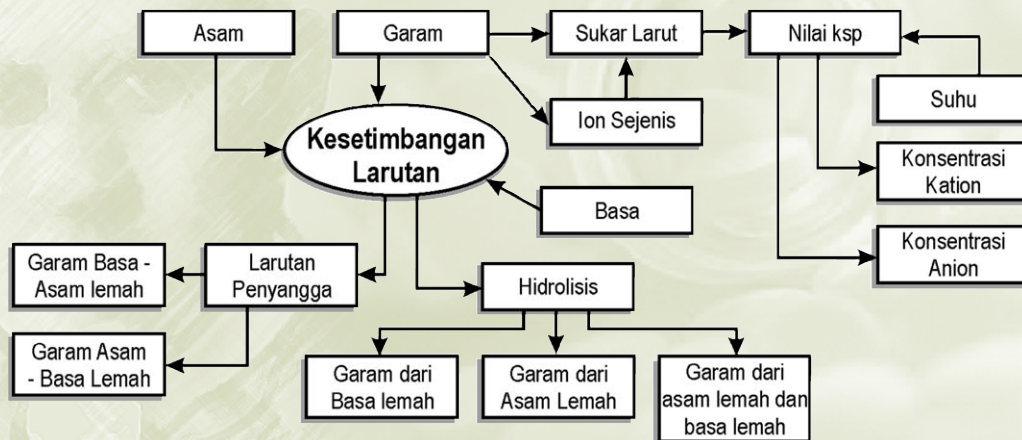 Asam
Garam
Sukar Larut
Nilai ksp
Suhu
Ion Sejenis
Kesetimbangan
Larutan
Konsentrasi
Kation
Basa
Konsentrasi
Anion
Garam Basa -
Asam lemah
Larutan
Penyangga
Hidrolisis
Garam Asam
- Basa Lemah
Garam dari
Basa lemah
Garam dari
Asam Lemah
Garam dari
asam lemah dan
basa lemah